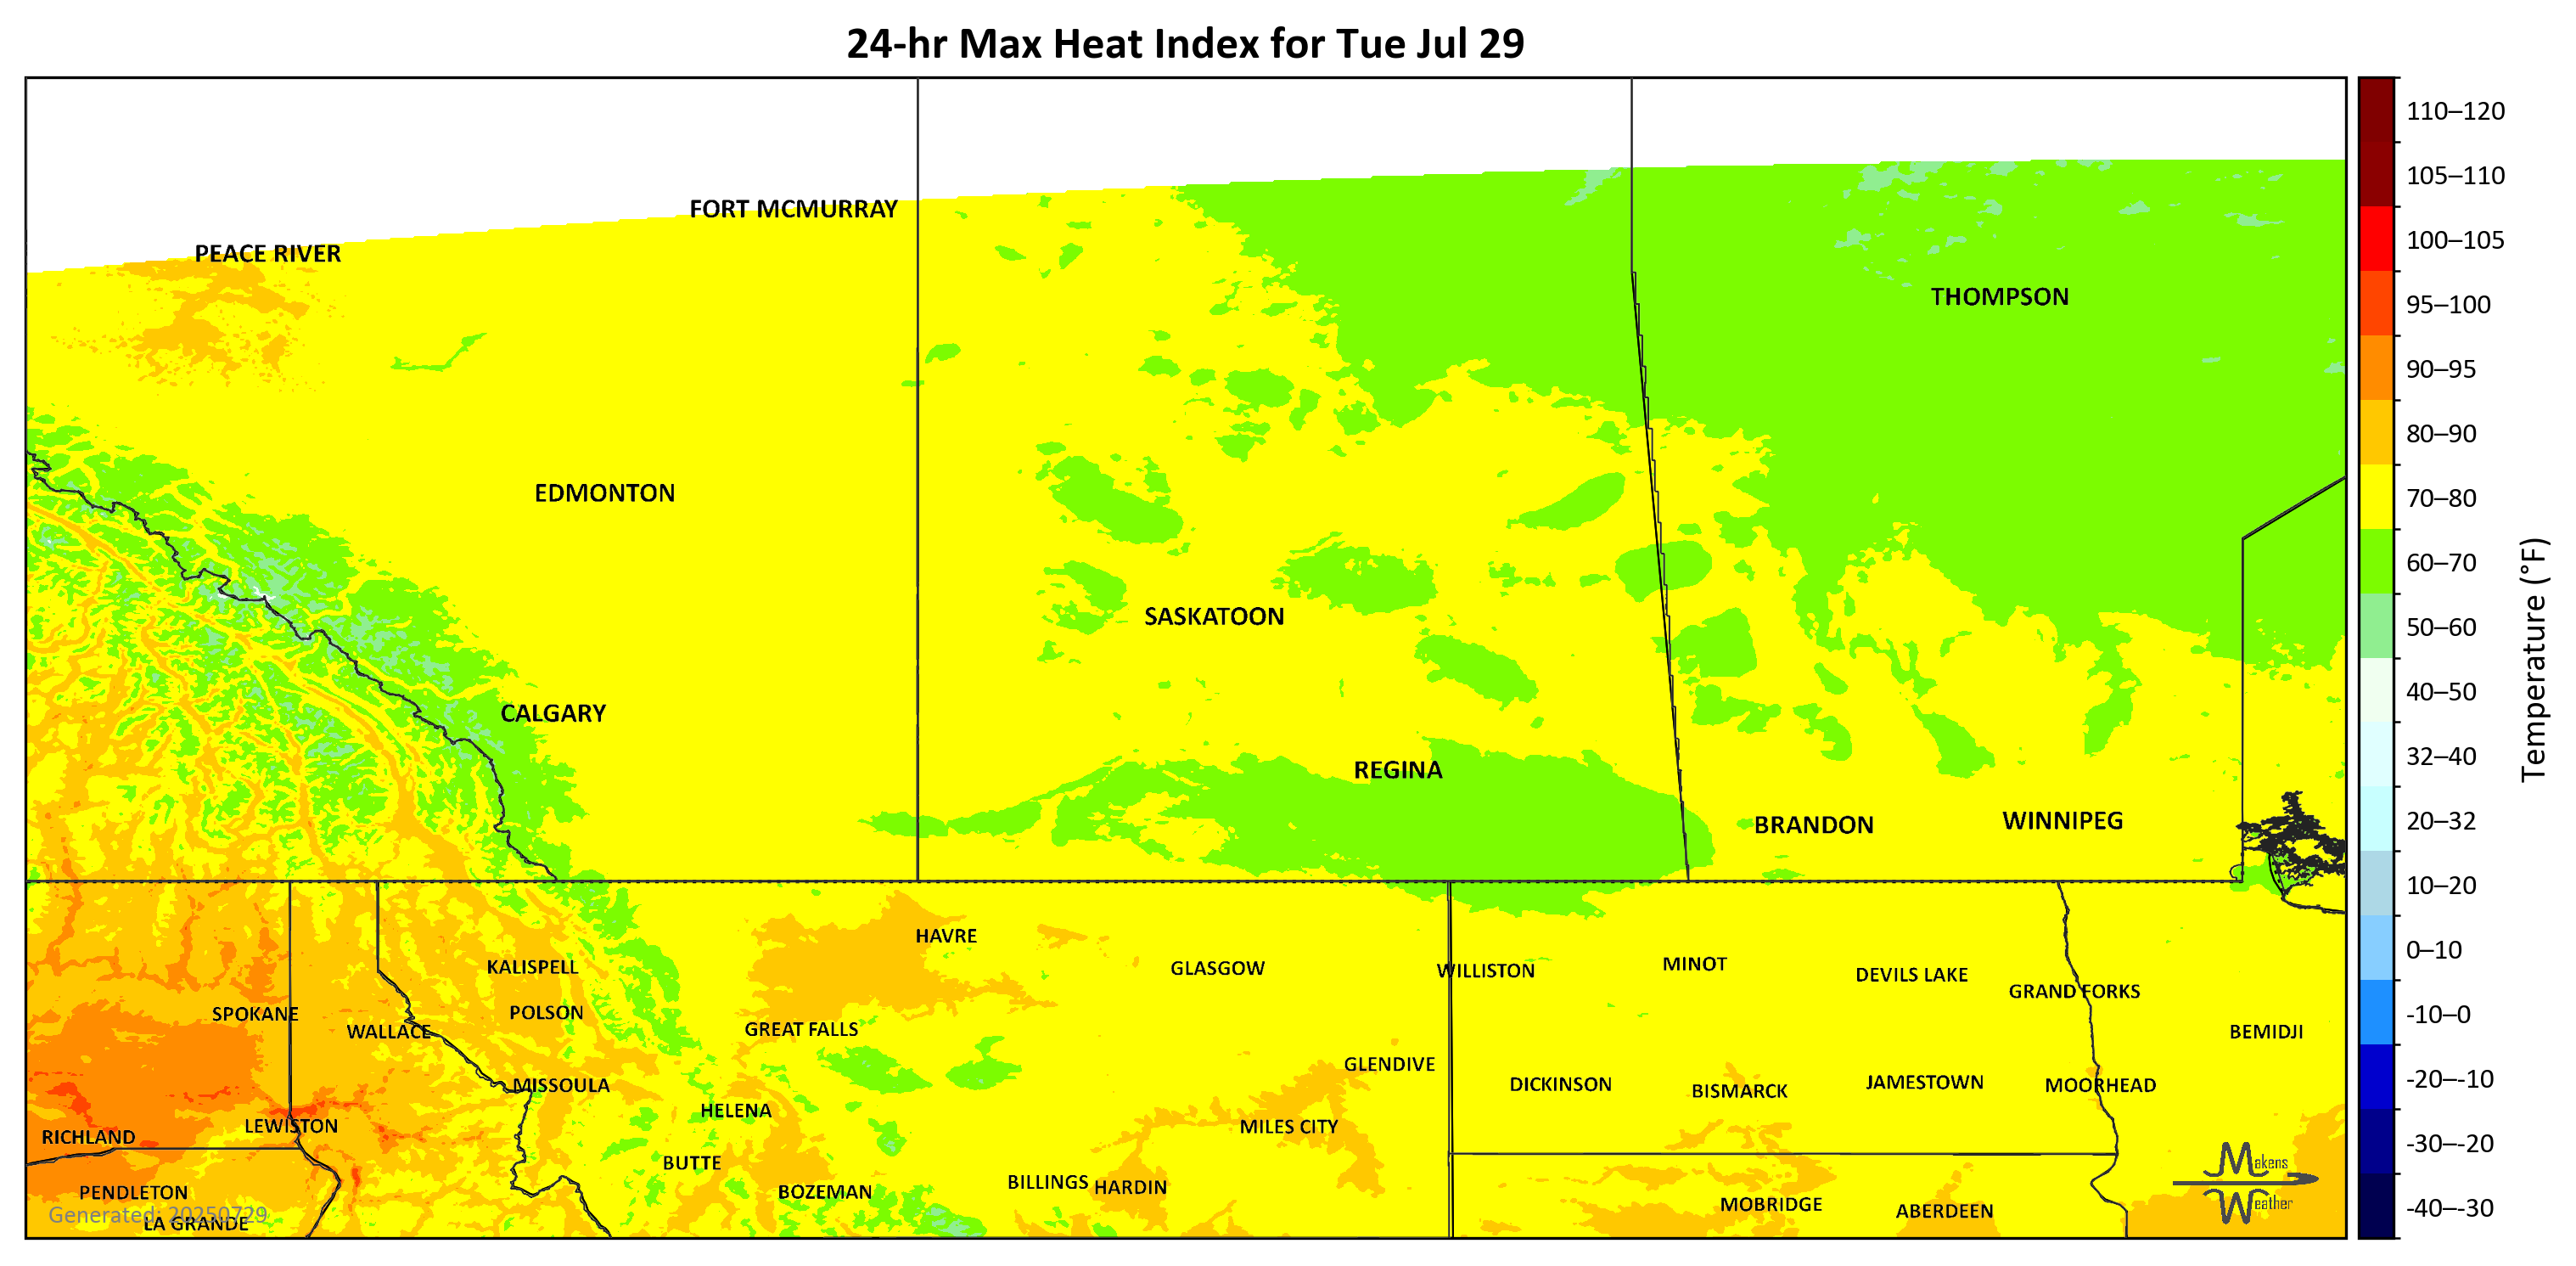 24-hr Max Heat Index for Tue Jul 29
FORT MCMURRAY
PEACE RIVER
THOMPSON
EDMONTON
SASKATOON
CALGARY
REGINA
BRANDON
WINNIPEG
HAVRE
KALISPELL
GLASGOW
WILLISTON
MINOT
DEVILS LAKE
GRAND FORKS
SPOKANE
POLSON
WALLACE
GREAT FALLS
BEMIDJI
GLENDIVE
MISSOULA
DICKINSON
BISMARCK
JAMESTOWN
MOORHEAD
HELENA
LEWISTON
MILES CITY
RICHLAND
BUTTE
BILLINGS
HARDIN
PENDLETON
BOZEMAN
MOBRIDGE
ABERDEEN
Generated: 20250729
LA GRANDE
Makens
Weather
110–120
105–110
100–105
95–100
90–95
80–90
70–80
60–70
50–60
40–50
32–40
20–32
10–20
0–10
-10–0
-20–-10
-30–-20
-40–-30
Temperature (°F)